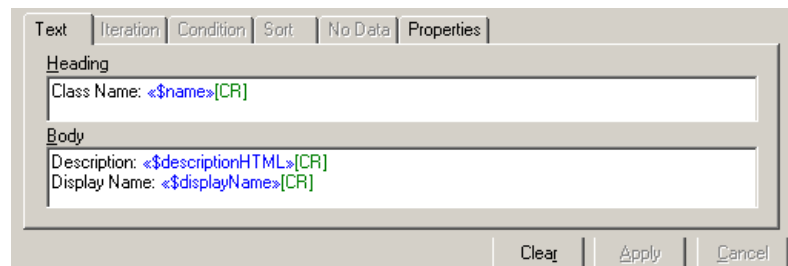 Text Iteration Condition Sort No Data Properties
Heading
Class Name: «$name»[CR]
Body
Description: «$descriptionHTML»[CR]
Display Name: «$displayName»[CR]
Clear Apply Cancel